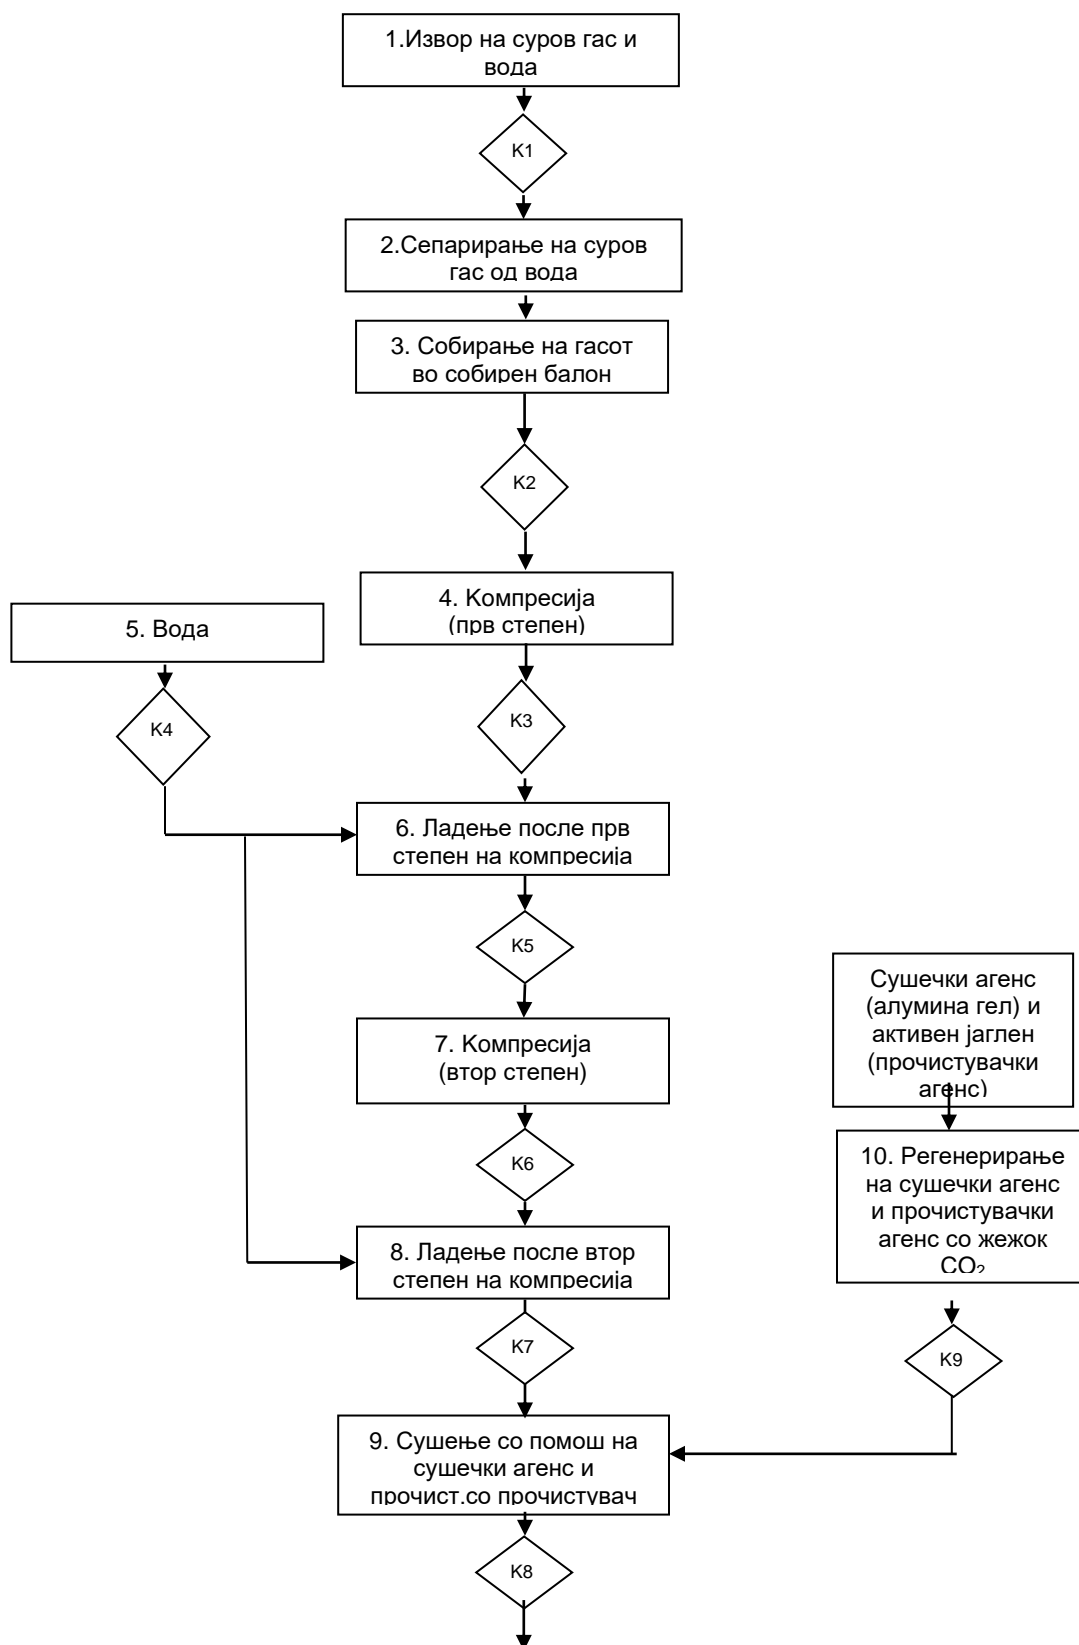 1.Извор на суров гас и
вода
К1
2.Сепарирање на суров
гас од вода
3. Собирање на гасот
во собирен балон
К2
4. Компресија
(прв степен)
5. Вода
К4
К3
6. Ладење после прв
степен на компресија
К5
7. Компресија
(втор степен)
Сушечки агенс
(алумина гел) и
активен јаглен
(прочистувачки
агенс)
К6
10. Регенерирање
на сушечки агенс
и прочистувачки
агенс со жежок
CO₂
8. Ладење после втор
степен на компресија
К7
К9
9. Сушење со помош на
сушечки агенс и
прочист.со прочистувач
К8